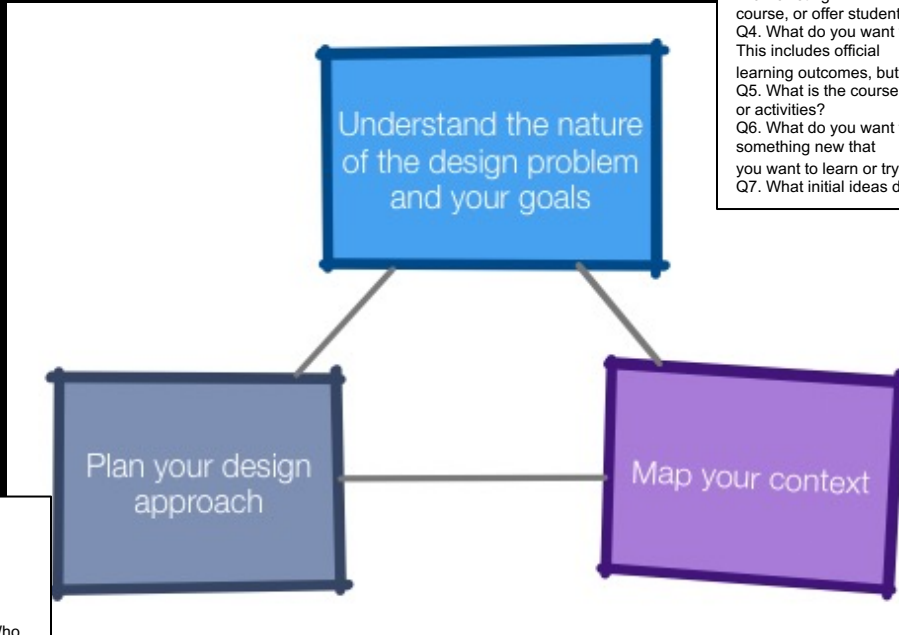 course, or offer student
Q4. What do you want
This includes official
learning outcomes, but
Q5. What is the course
or activities?
Q6. What do you want
something new that
you want to learn or try
Q7. What initial ideas d
Understand the nature
of the design problem
and your goals
Plan your design
approach
Map your context